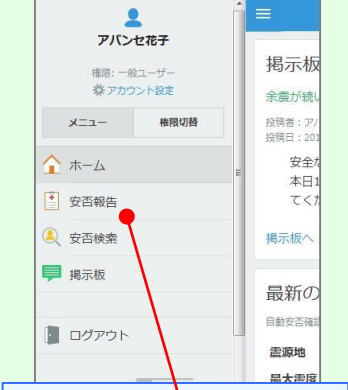 アバンセ花子
権限: 一般ユーザー
アカウント設定
メニュー
権限切替
ホーム
安否報告
安否検索
掲示板
ログアウト
掲示板
余震が続い
投稿者：ア
投稿日：201
安全な
本日1
てくだ
掲示板へ
最新の
自動安否確認
震源地
最大震度